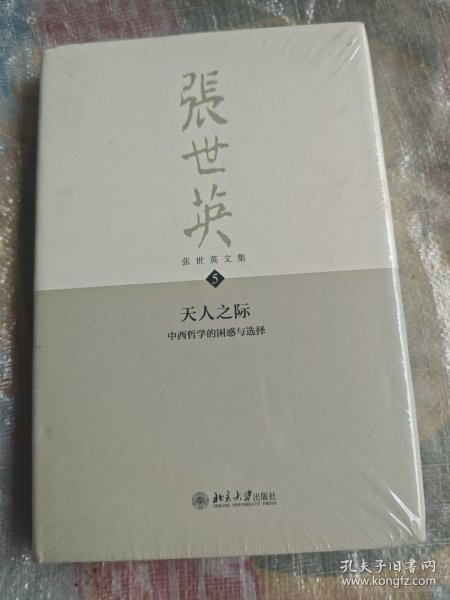 張世英
张世英文集
5
天人之际
中西哲学的困惑与选择
北京大学出版社
PEKING UNIVERSITY PRESS
孔夫子旧书网
www.kongfz.com